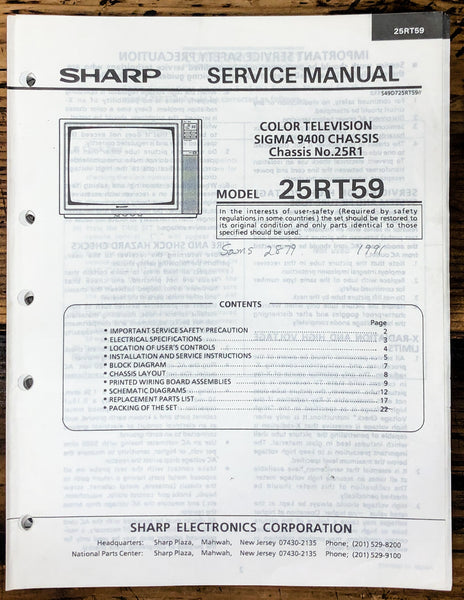 25RT59
SHARP SERVICE MANUAL
S49D725RT59//
COLOR TELEVISION
SIGMA 9400 CHASSIS
Chassis No.25R1
MODEL 25RT59
In the interests of user-safety (Required by safety
regulations in some countries) the set should be restored to
its original condition and only parts identical to those
specified should be used.
Sams 2879 1991
CONTENTS
Page
• IMPORTANT SERVICE SAFETY PRECAUTION 2
• ELECTRICAL SPECIFICATIONS 3
• LOCATION OF USER'S CONTROLS 4
• INSTALLATION AND SERVICE INSTRUCTIONS 5
• BLOCK DIAGRAM 7
• CHASSIS LAYOUT 8
• PRINTED WIRING BOARD ASSEMBLIES 9
• SCHEMATIC DIAGRAMS 12
• REPLACEMENT PARTS LIST 17
• PACKING OF THE SET 22
SHARP ELECTRONICS CORPORATION
Headquarters: Sharp Plaza, Mahwah, New Jersey 07430-2135 Phone; (201) 529-8200
National Parts Center: Sharp Plaza, Mahwah, New Jersey 07430-2135 Phone; (201) 529-9100